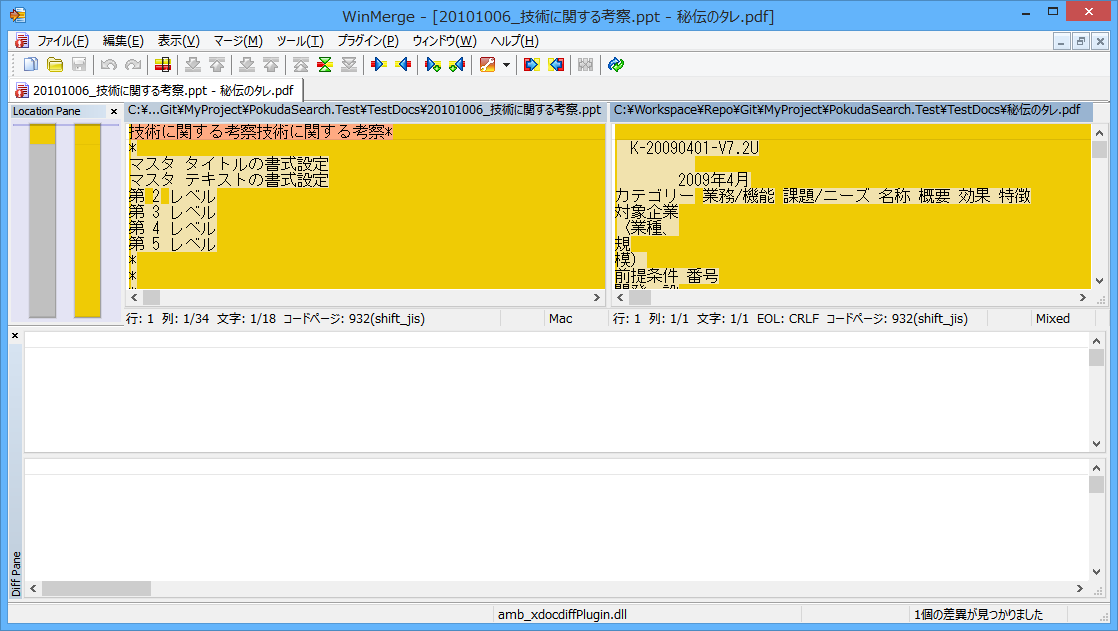 WinMerge - [20101006_技術に関する考察.ppt - 秘伝のタレ.pdf]
ファイル(F) 編集(E) 表示(V) マージ(M) ツール(T) プラグイン(P) ウィンドウ(W) ヘルプ(H)
20101006_技術に関する考察.ppt - 秘伝のタレ.pdf
Location Pane
C:¥...Git¥MyProject¥PokudaSearch.Test¥TestDocs¥20101006_技術に関する考察.ppt
技術に関する考察技術に関する考察*
*
マスタ タイトルの書式設定
マスタ テキストの書式設定
第 2 レベル
第 3 レベル
第 4 レベル
第 5 レベル
*
*
行: 1 列: 1/34 文字: 1/18 コードページ: 932(shift_jis) Mac
C:¥Workspace¥Repo¥Git¥MyProject¥PokudaSearch.Test¥TestDocs¥秘伝のタレ.pdf
K-20090401-V7.2U
2009年4月
カテゴリー 業務/機能 課題/ニーズ 名称 概要 効果 特徴
対象企業
（業種、
規
模）
前提条件 番号
行: 1 列: 1/1 文字: 1/1 EOL: CRLF コードページ: 932(shift_jis) Mixed
Diff Pane
amb_xdocdiffPlugin.dll
1個の差異が見つかりました